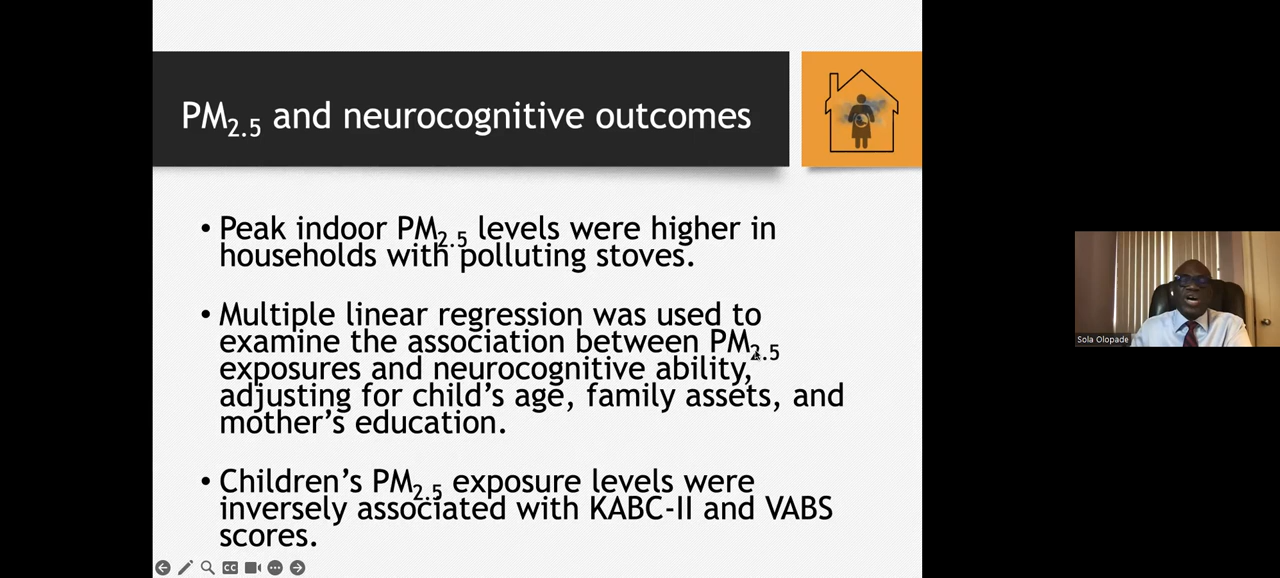 PM2.5 and neurocognitive outcomes
• Peak indoor PM2.5 levels were higher in
households with polluting stoves.
• Multiple linear regression was used to
examine the association between PM2.5
exposures and neurocognitive ability,
adjusting for child’s age, family assets, and
mother’s education.
• Children’s PM2.5 exposure levels were
inversely associated with KABC-II and VABS
scores.
CC
Sola Olopade